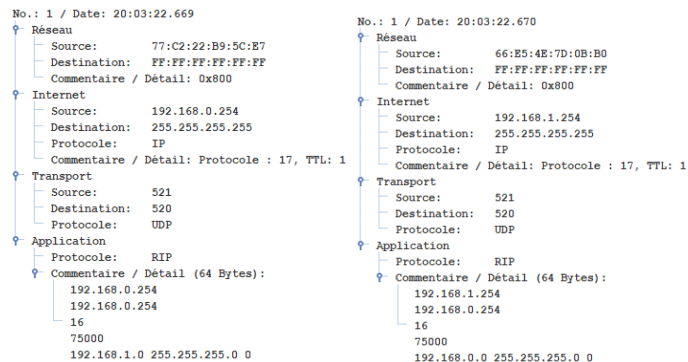 No.: 1 / Date: 20:03:22.669
Réseau
Source: 77:C2:22:B9:5C:E7
Destination: FF:FF:FF:FF:FF:FF
Commentaire / Détail: 0x800
Internet
Source: 192.168.0.254
Destination: 255.255.255.255
Protocole: IP
Commentaire / Détail: Protocole : 17, TTL: 1
Transport
Source: 521
Destination: 520
Protocole: UDP
Application
Protocole: RIP
Commentaire / Détail (64 Bytes):
192.168.0.254
192.168.0.254
16
75000
192.168.1.0 255.255.255.0 0
No.: 1 / Date: 20:03:22.670
Réseau
Source: 66:E5:4E:7D:0B:B0
Destination: FF:FF:FF:FF:FF:FF
Commentaire / Détail: 0x800
Internet
Source: 192.168.1.254
Destination: 255.255.255.255
Protocole: IP
Commentaire / Détail: Protocole : 17, TTL: 1
Transport
Source: 521
Destination: 520
Protocole: UDP
Application
Protocole: RIP
Commentaire / Détail (64 Bytes):
192.168.1.254
192.168.0.254
16
75000
192.168.0.0 255.255.255.0 0